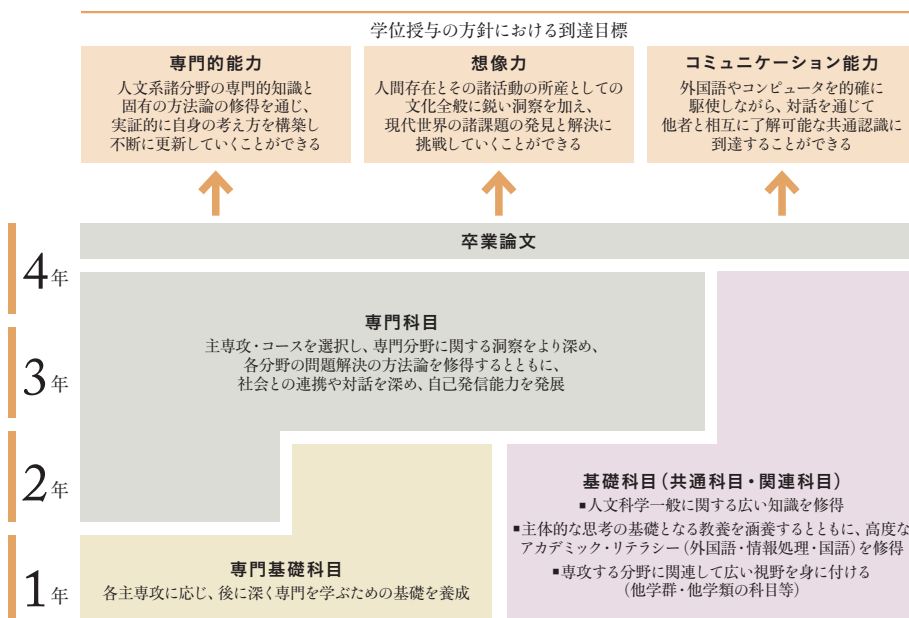 学位授与の方針における到達目標
専門的能力
人文系諸分野の専門的知識と
固有の方法論の修得を通じ、
実証的に自身の考え方を構築し
不断に更新していくことができる
想像力
人間存在とその諸活動の所産としての
文化全般に鋭い洞察を加え、
現代世界の諸課題の発見と解決に
挑戦していくことができる
コミュニケーション能力
外国語やコンピュータを的確に
駆使しながら、対話を通じて
他者と相互に了解可能な共通認識に
到達することができる
卒業論文
4年
専門科目
主専攻・コースを選択し、専門分野に関する洞察をより深め、
各分野の問題解決の方法論を修得するとともに、
社会との連携や対話を深め、自己発信能力を発展
3年
2年
基礎科目(共通科目・関連科目)
■人文科学一般に関する広い知識を修得
■主体的な思考の基礎となる教養を涵養するとともに、高度な
アカデミック・リテラシー(外国語・情報処理・国語)を修得
■専攻する分野に関連して広い視野を身に付ける
(他学群・他学類の科目等)
専門基礎科目
各主専攻に応じ、後に深く専門を学ぶための基礎を養成
1年